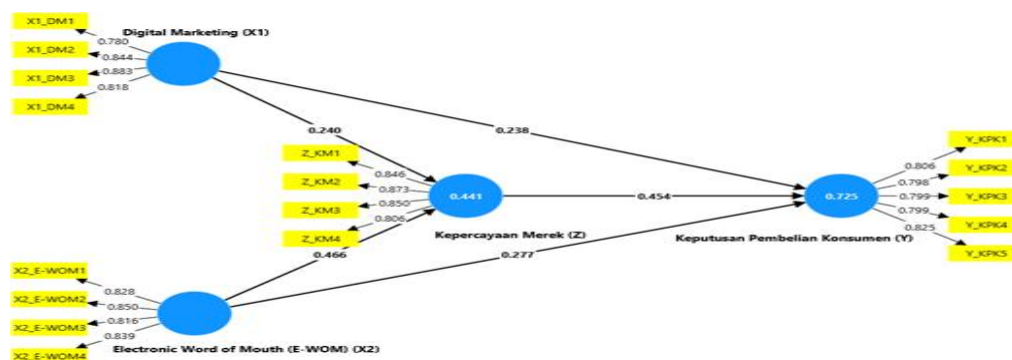 X1_DM1
Digital Marketing (X1)
0.780
X1_DM2
0.844
X1_DM3
0.883
0.818
X1_DM4
0.240
0.238
Z_KM1
0.846
Z_KM2
0.873
Z_KM3
0.850
0.806
Z_KM4
0.441
0.454
0.725
Y_KPK1
0.806
Y_KPK2
0.798
0.799
Y_KPK3
0.799
Y_KPK4
0.825
Y_KPK5
Kepercayaan Merek (Z)
Keputusan Pembelian Konsumen (Y)
0.466
0.277
X2_E-WOM1
0.828
X2_E-WOM2
0.850
0.816
X2_E-WOM3
0.839
X2_E-WOM4
Electronic Word of Mouth (E-WOM) (X2)